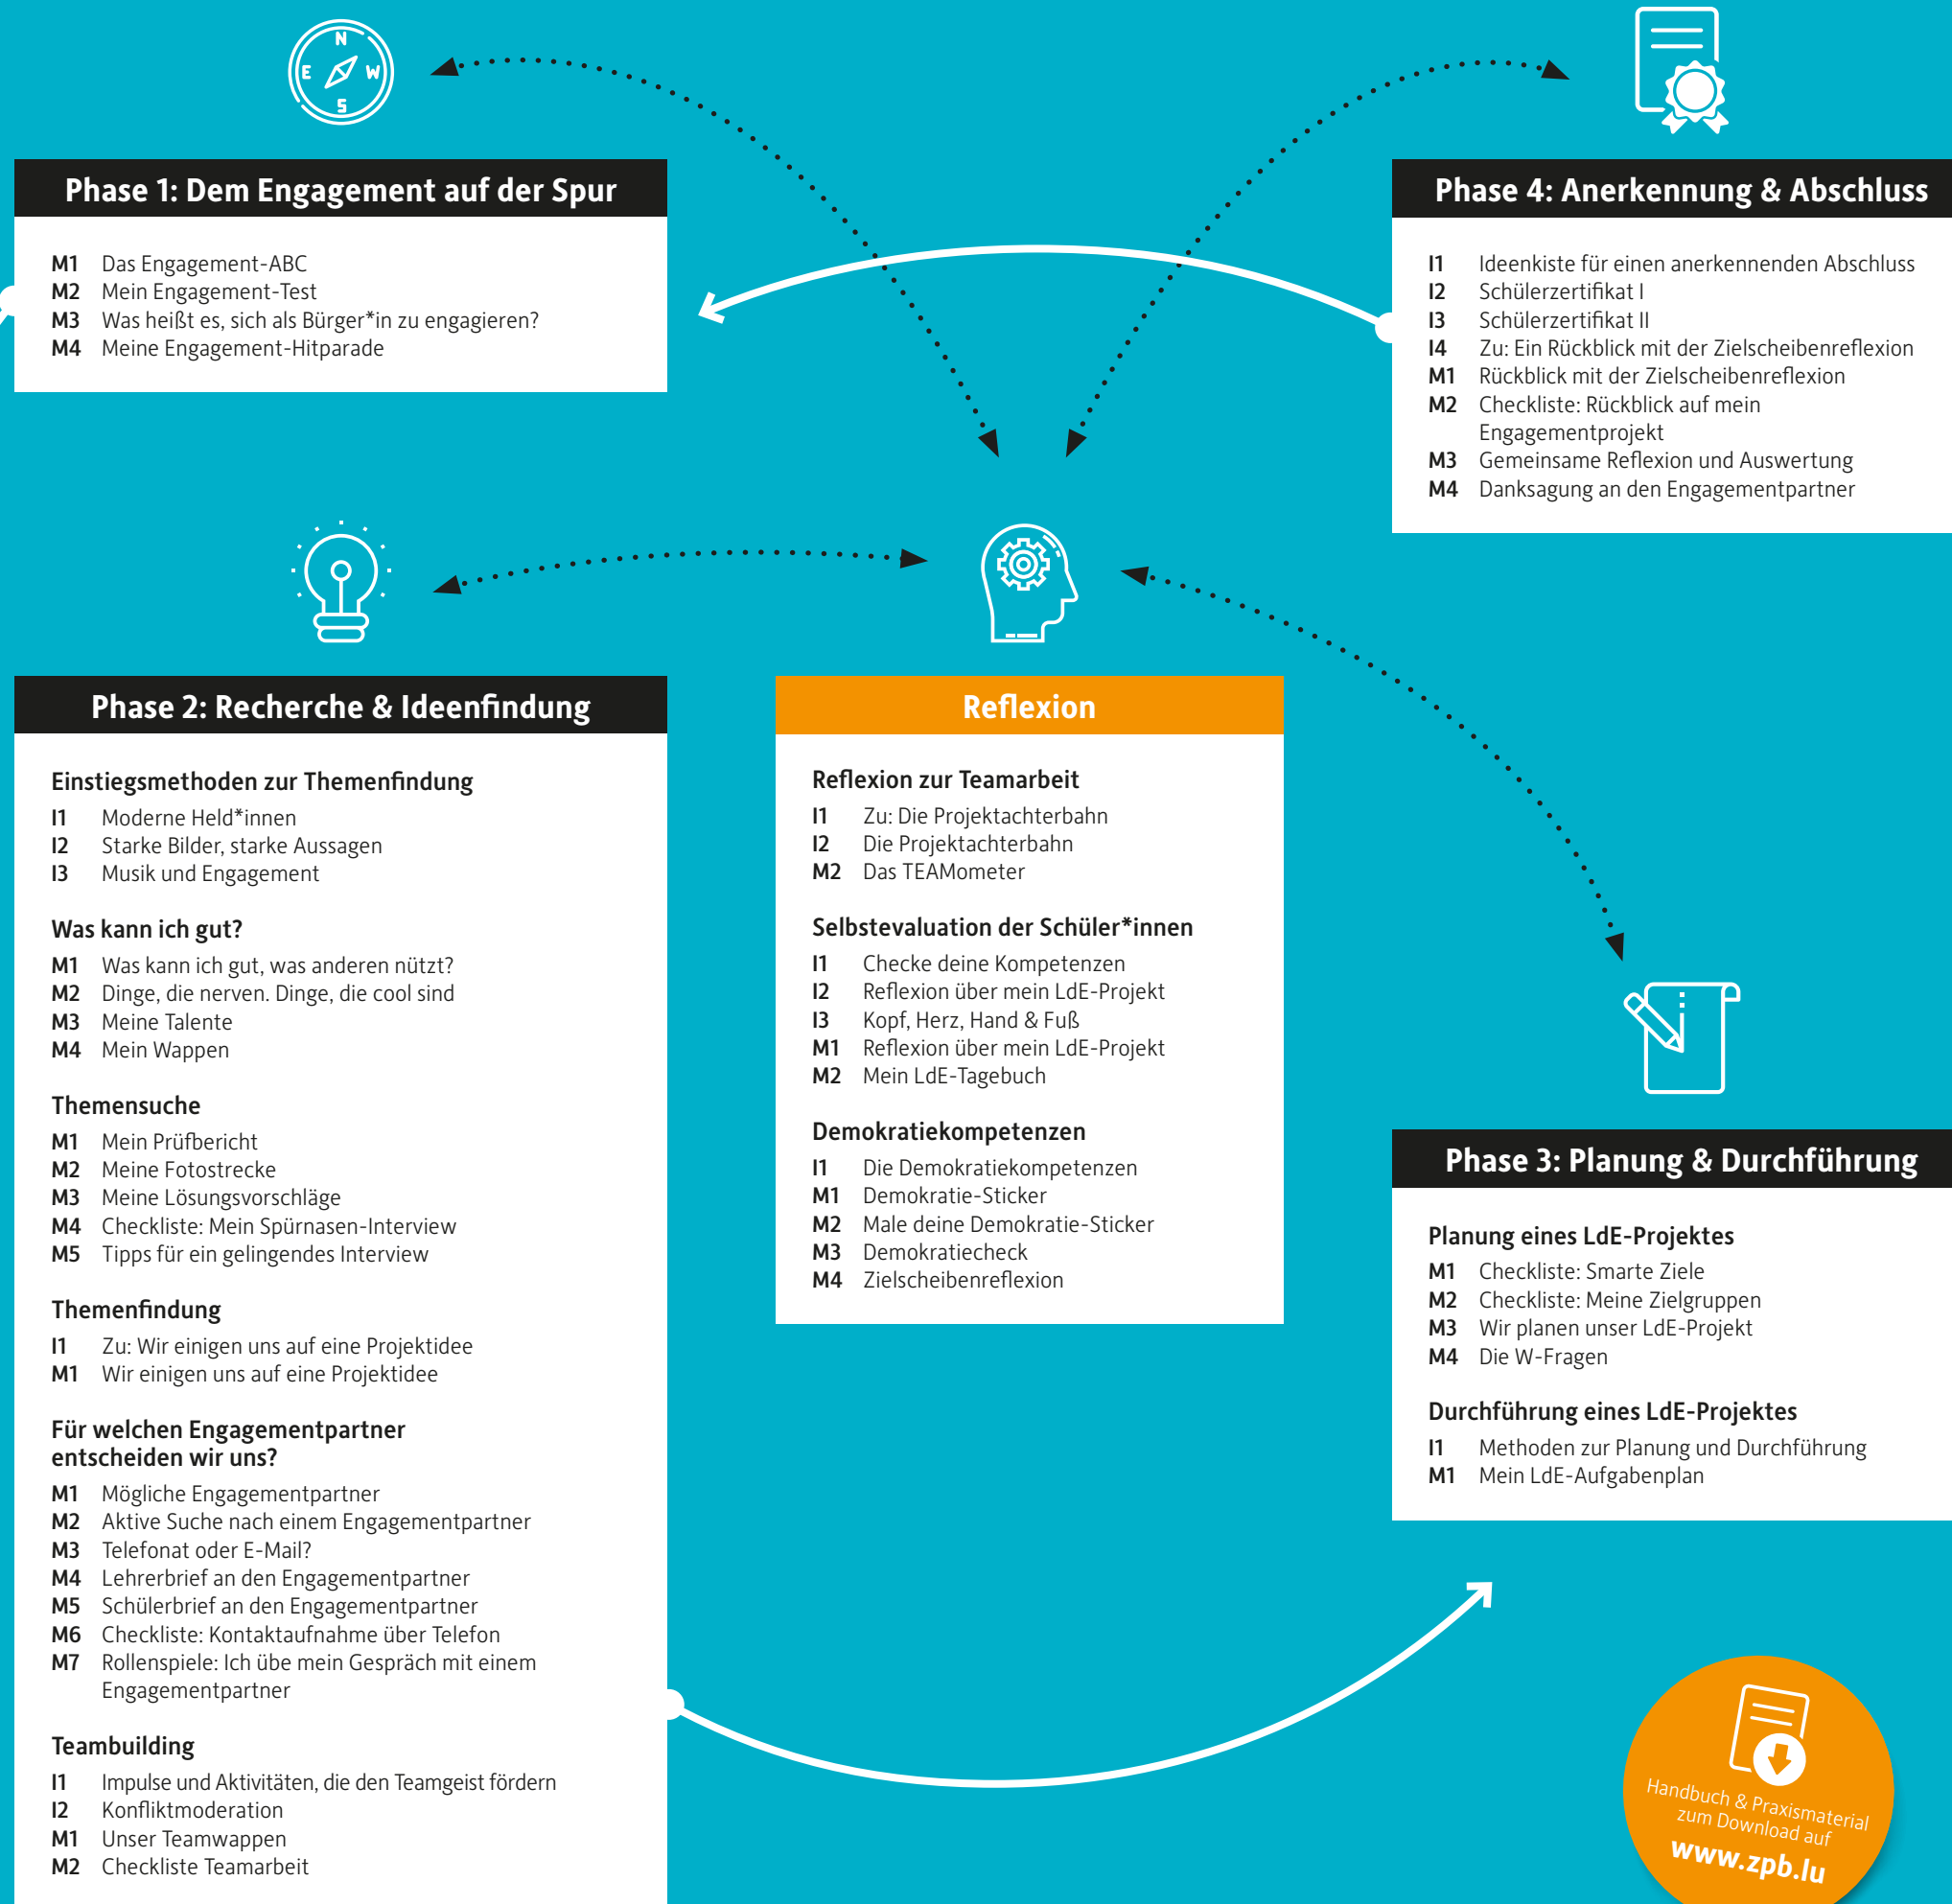 N
E W
S
Phase 1: Dem Engagement auf der Spur
M1 Das Engagement-ABC
M2 Mein Engagement-Test
M3 Was heißt es, sich als Bürger*in zu engagieren?
M4 Meine Engagement-Hitparade
Phase 4: Anerkennung & Abschluss
I1 Ideenkiste für einen anerkennenden Abschluss
I2 Schülerzertifikat I
I3 Schülerzertifikat II
I4 Zu: Ein Rückblick mit der Zielscheibenreflexion
M1 Rückblick mit der Zielscheibenreflexion
M2 Checkliste: Rückblick auf mein
Engagementprojekt
M3 Gemeinsame Reflexion und Auswertung
M4 Danksagung an den Engagementpartner
Phase 2: Recherche & Ideenfindung
Einstiegsmethoden zur Themenfindung
I1 Moderne Held*innen
I2 Starke Bilder, starke Aussagen
I3 Musik und Engagement
Was kann ich gut?
M1 Was kann ich gut, was anderen nützt?
M2 Dinge, die nerven. Dinge, die cool sind
M3 Meine Talente
M4 Mein Wappen
Themensuche
M1 Mein Prüfbericht
M2 Meine Fotostrecke
M3 Meine Lösungsvorschläge
M4 Checkliste: Mein Spürnasen-Interview
M5 Tipps für ein gelingendes Interview
Themenfindung
I1 Zu: Wir einigen uns auf eine Projektidee
M1 Wir einigen uns auf eine Projektidee
Für welchen Engagementpartner
entscheiden wir uns?
M1 Mögliche Engagementpartner
M2 Aktive Suche nach einem Engagementpartner
M3 Telefonat oder E-Mail?
M4 Lehrerbrief an den Engagementpartner
M5 Schülerbrief an den Engagementpartner
M6 Checkliste: Kontaktaufnahme über Telefon
M7 Rollenspiele: Ich übe mein Gespräch mit einem
Engagementpartner
Teambuilding
I1 Impulse und Aktivitäten, die den Teamgeist fördern
I2 Konfliktmoderation
M1 Unser Teamwappen
M2 Checkliste Teamarbeit
Reflexion
Reflexion zur Teamarbeit
I1 Zu: Die Projektachterbahn
I2 Die Projektachterbahn
M2 Das TEAMometer
Selbstevaluation der Schüler*innen
I1 Checke deine Kompetenzen
I2 Reflexion über mein LdE-Projekt
I3 Kopf, Herz, Hand & Fuß
M1 Reflexion über mein LdE-Projekt
M2 Mein LdE-Tagebuch
Demokratiekompetenzen
I1 Die Demokratiekompetenzen
M1 Demokratie-Sticker
M2 Male deine Demokratie-Sticker
M3 Demokratiecheck
M4 Zielscheibenreflexion
Phase 3: Planung & Durchführung
Planung eines LdE-Projektes
M1 Checkliste: Smarte Ziele
M2 Checkliste: Meine Zielgruppen
M3 Wir planen unser LdE-Projekt
M4 Die W-Fragen
Durchführung eines LdE-Projektes
I1 Methoden zur Planung und Durchführung
M1 Mein LdE-Aufgabenplan
Handbuch & Praxismaterial
zum Download auf
www.zpb.lu